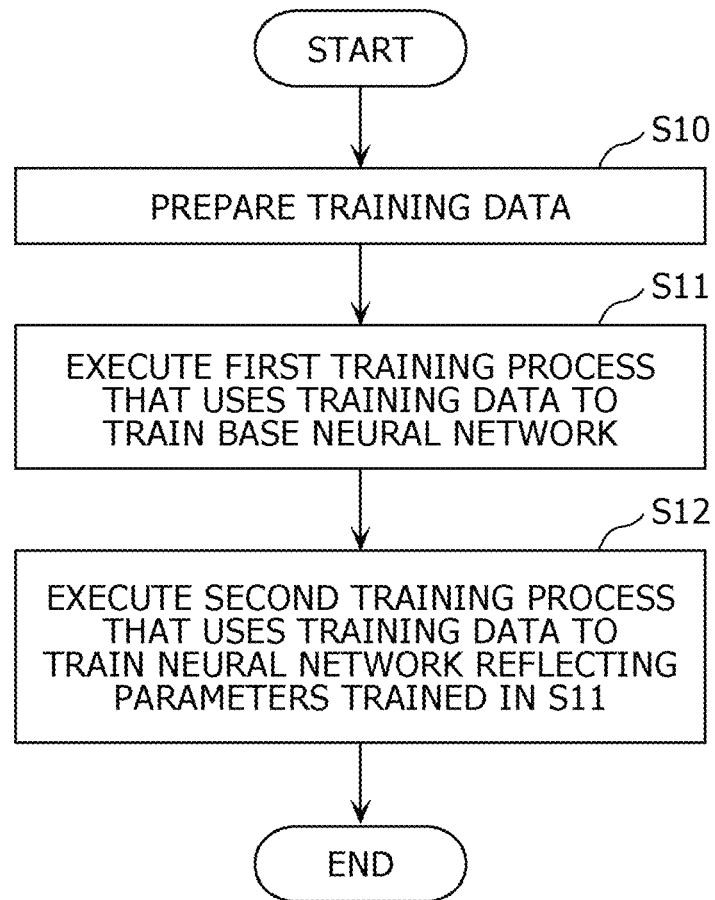 START
S10
PREPARE TRAINING DATA
S11
EXECUTE FIRST TRAINING PROCESS
THAT USES TRAINING DATA TO
TRAIN BASE NEURAL NETWORK
S12
EXECUTE SECOND TRAINING PROCESS
THAT USES TRAINING DATA TO
TRAIN NEURAL NETWORK REFLECTING
PARAMETERS TRAINED IN S11
END